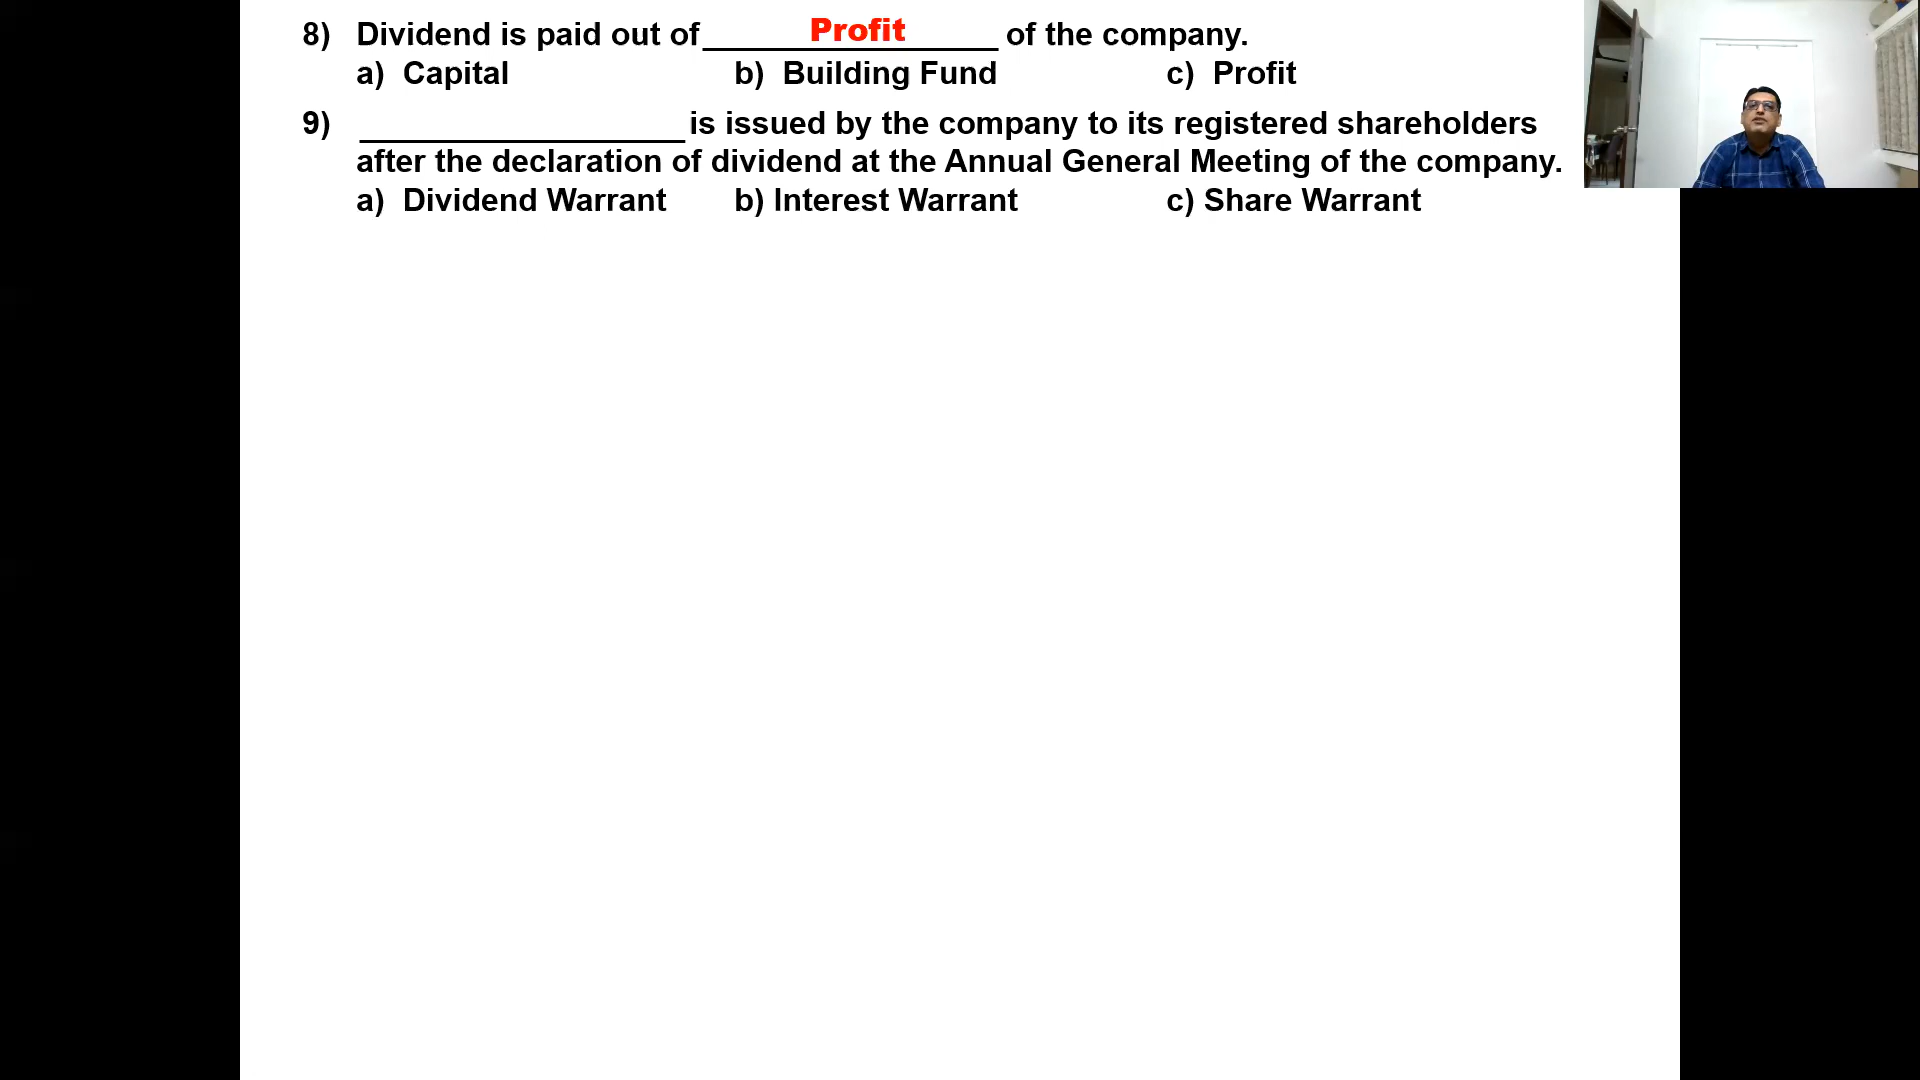 8) Dividend is paid out of Profit of the company.
a) Capital b) Building Fund c) Profit
9) ____________________ is issued by the company to its registered shareholders
after the declaration of dividend at the Annual General Meeting of the company.
a) Dividend Warrant b) Interest Warrant c) Share Warrant